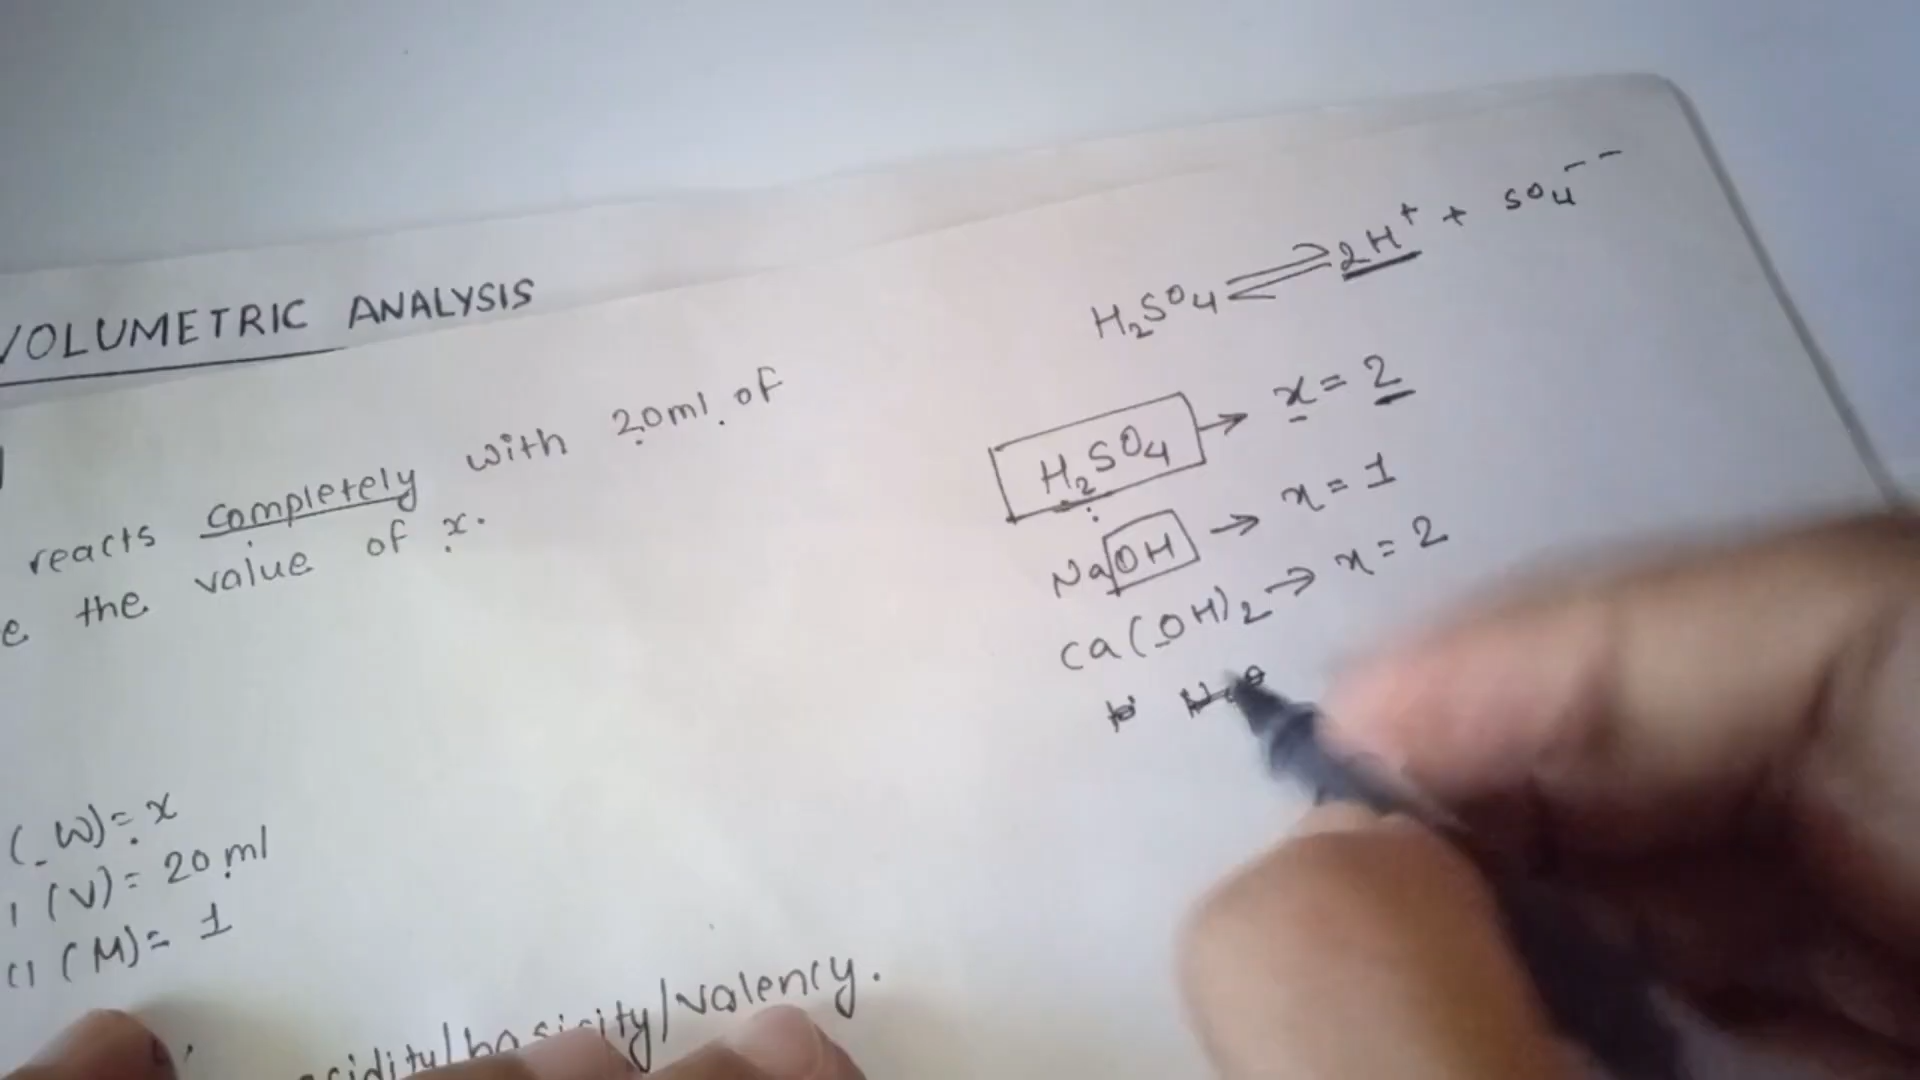 VOLUMETRIC ANALYSIS
reacts completely with 20ml of
the value of x.
(W)= x
(V)= 20 ml
(M)= 1
acidity/basicity/valency.
H₂SO₄ ⇌ 2H⁺ + SO₄⁻⁻
H₂SO₄ → x = 2
NaOH → x = 1
Ca(OH)₂ → x = 2